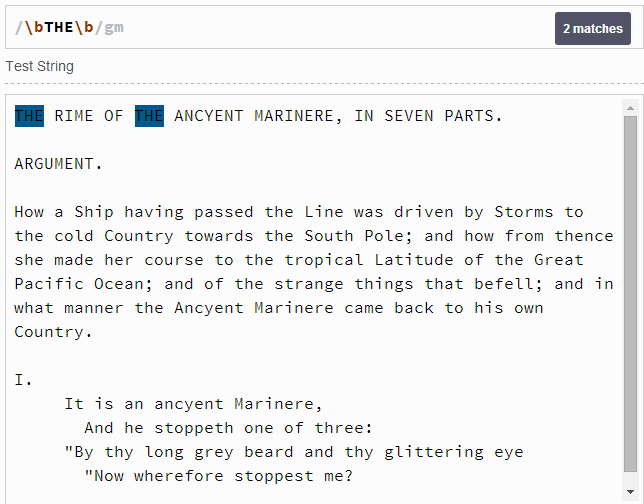 /\bTHE\b/gm
2 matches
Test String
THE RIME OF THE ANCYENT MARINERE, IN SEVEN PARTS.
ARGUMENT.
How a Ship having passed the Line was driven by Storms to
the cold Country towards the South Pole; and how from thence
she made her course to the tropical Latitude of the Great
Pacific Ocean; and of the strange things that befell; and in
what manner the Ancyent Marinere came back to his own
Country.
I.
It is an ancyent Marinere,
And he stoppeth one of three:
"By thy long grey beard and thy glittering eye
"Now wherefore stoppest me?